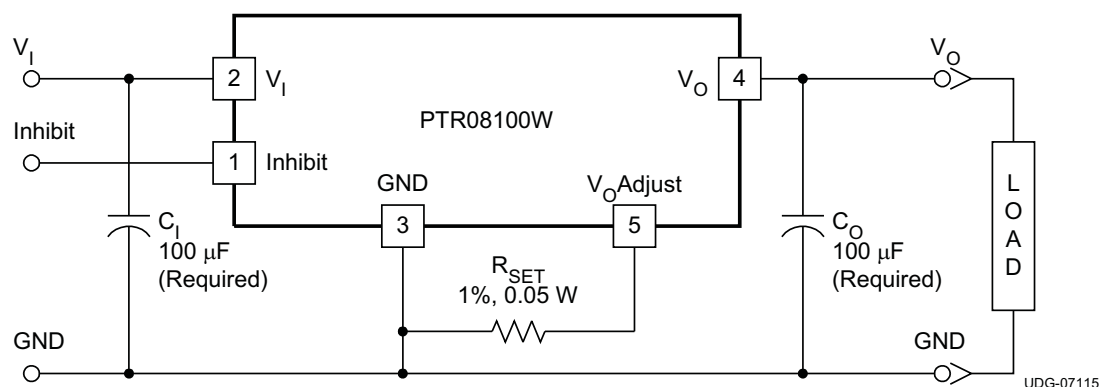 V_I
V_O
2
V_I
V_O
4
PTR08100W
Inhibit
1
Inhibit
GND
V_O Adjust
3
5
C_I
100 μF
(Required)
R_SET
1%, 0.05 W
C_O
100 μF
(Required)
L
O
A
D
GND
GND
UDG-07115